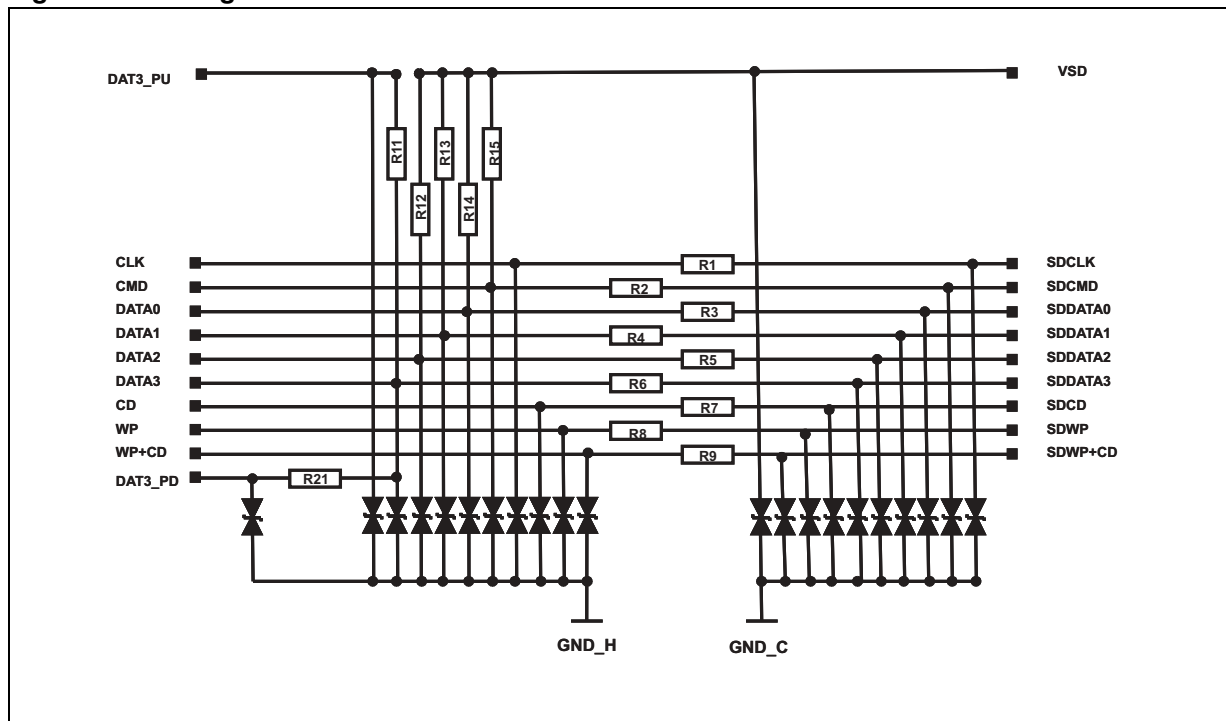 DAT3_PU
VSD
R11
R13
R15
R12
R14
CLK
R1
SDCLK
CMD
R2
SDCMD
DATA0
R3
SDDATA0
DATA1
R4
SDDATA1
DATA2
R5
SDDATA2
DATA3
R6
SDDATA3
CD
R7
SDCD
WP
R8
SDWP
WP+CD
R9
SDWP+CD
DAT3_PD
R21
GND_H
GND_C